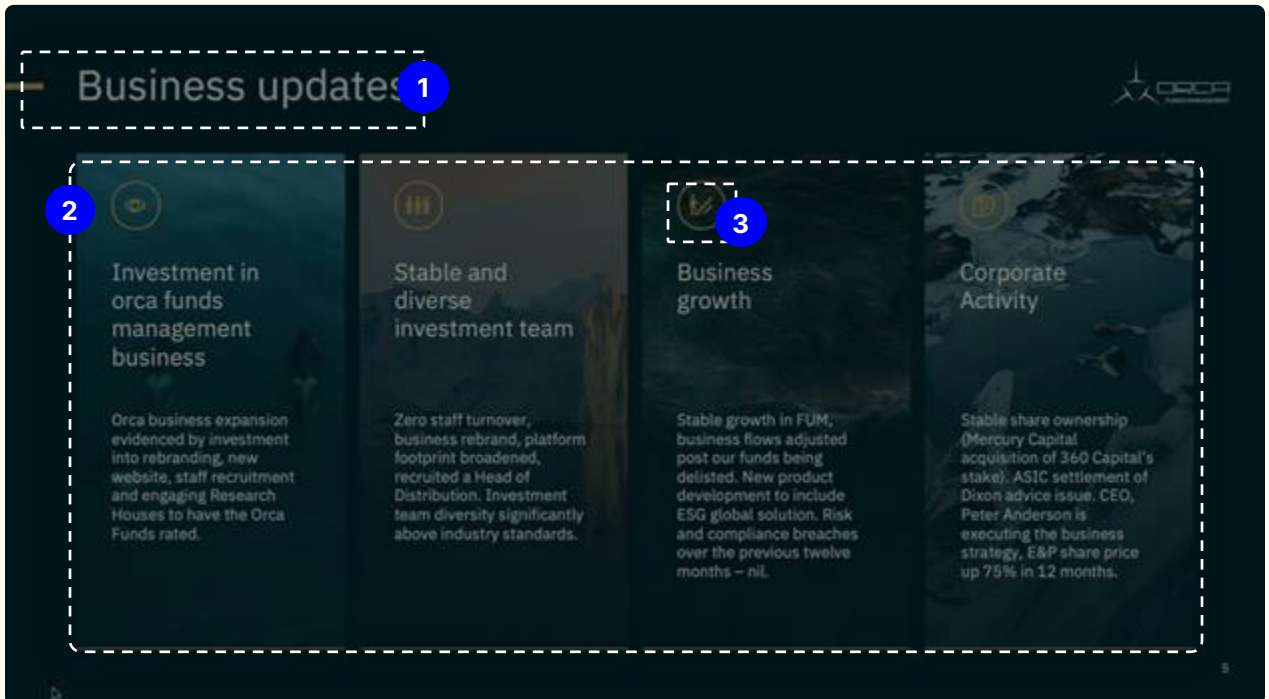 Business updates
1
ORCA
FUNDS MANAGEMENT
2
3
Investment in
orca funds
management
business
Stable and
diverse
investment team
Business
growth
Corporate
Activity
Orca business expansion
evidenced by investment
into rebranding, new
website, staff recruitment
and engaging Research
Houses to have the Orca
Funds rated.
Zero staff turnover,
business rebrand, platform
footprint broadened,
recruited a Head of
Distribution. Investment
team diversity significantly
above industry standards.
Stable growth in FUM,
business flows adjusted
post our funds being
delisted. New product
development to include
ESG global solution. Risk
and compliance breaches
over the previous twelve
months – nil.
Stable share ownership
(Mercury Capital
acquisition of 360 Capital's
stake). ASIC settlement of
Dixon advice issue. CEO,
Peter Anderson is
executing the business
strategy, E&P share price
up 75% in 12 months.
5